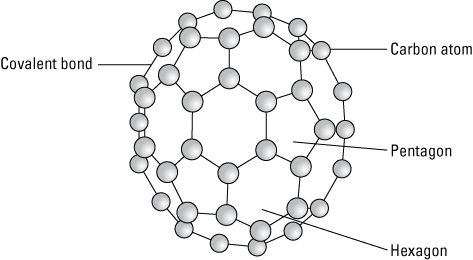 Carbon atom
Covalent bond
Pentagon
Hexagon